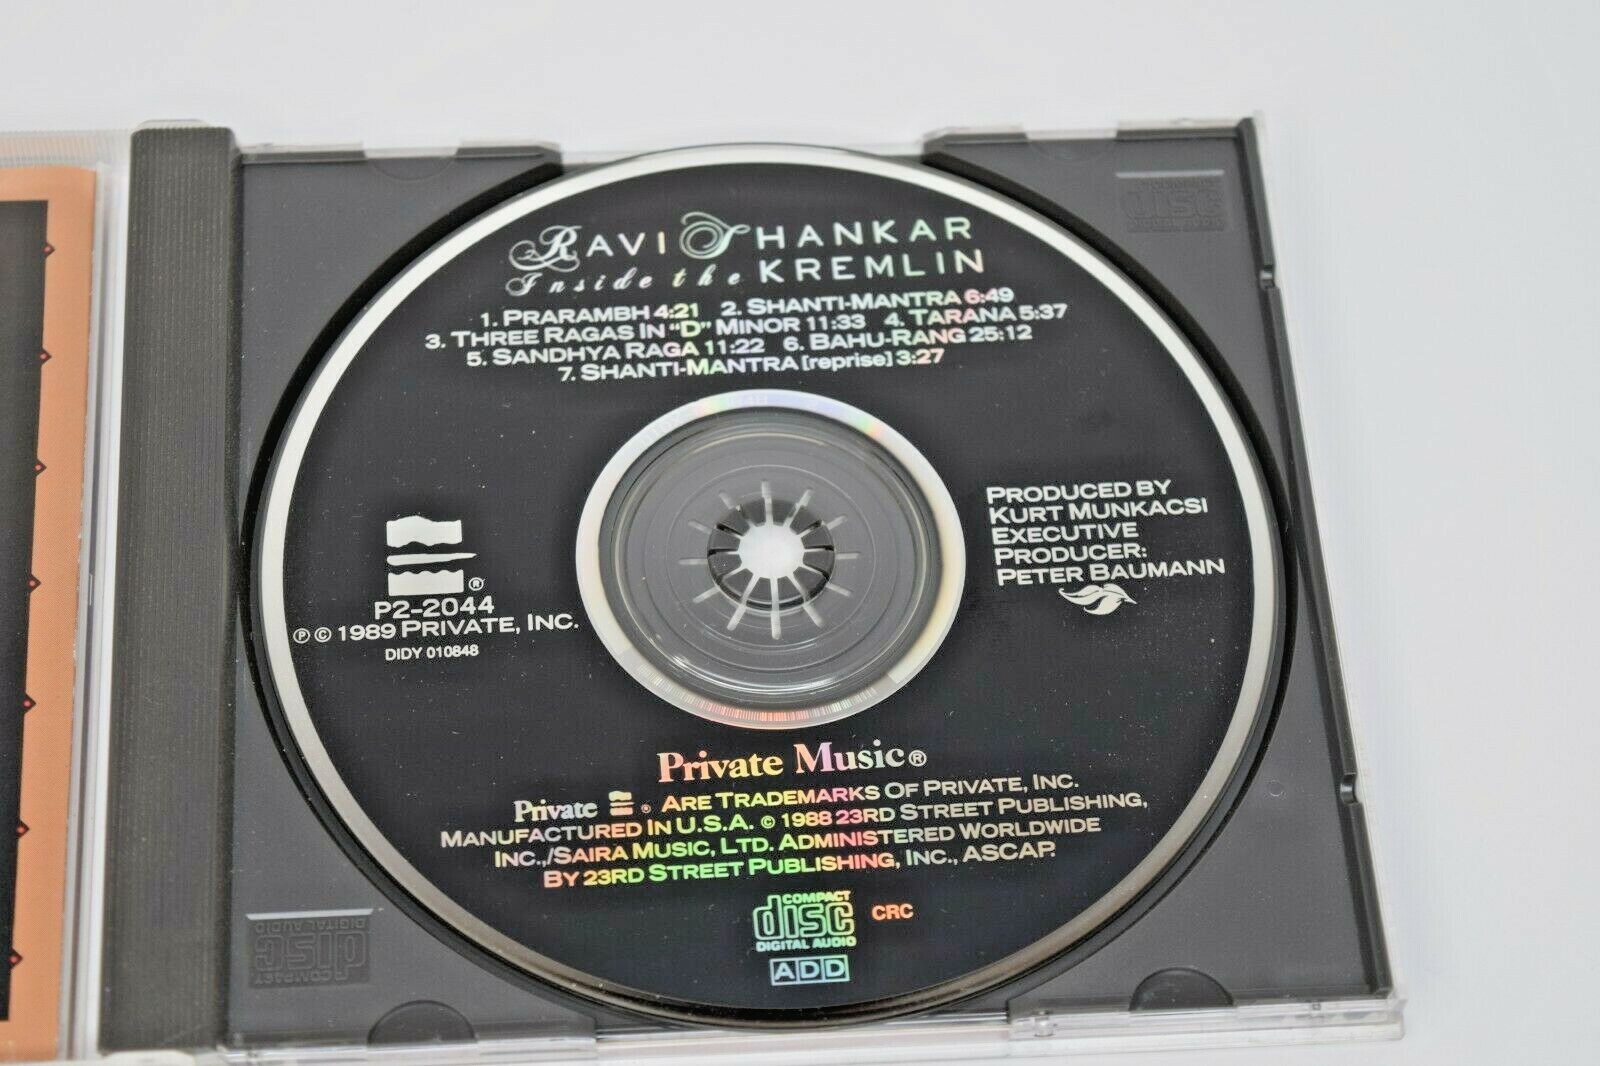 RAVI SHANKAR
Inside the KREMLIN
1. PRARAMBH 4:21 2. SHANTI-MANTRA 6:49
3. THREE RAGAS IN "D" MINOR 11:33 4. TARANA 5:37
5. SANDHYA RAGA 11:22 6. BAHU-RANG 25:12
7. SHANTI-MANTRA [reprise] 3:27
PRODUCED BY
KURT MUNKACSI
EXECUTIVE
PRODUCER:
PETER BAUMANN
®
P2-2044
℗ © 1989 PRIVATE, INC.
DIDY 010848
Private Music®
Private ® ARE TRADEMARKS OF PRIVATE, INC.
MANUFACTURED IN U.S.A. © 1988 23RD STREET PUBLISHING,
INC.,/SAIRA MUSIC, LTD. ADMINISTERED WORLDWIDE
BY 23RD STREET PUBLISHING, INC., ASCAP.
COMPACT
disc
DIGITAL AUDIO
CRC
ADD
COMPACT
disc
DIGITAL AUDIO